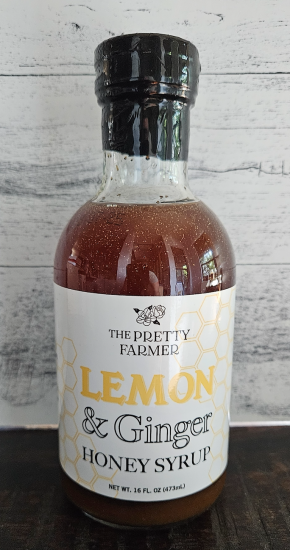 THE PRETTY
FARMER
LEMON
& Ginger
HONEY SYRUP
NET WT. 16 FL. OZ (473mL)